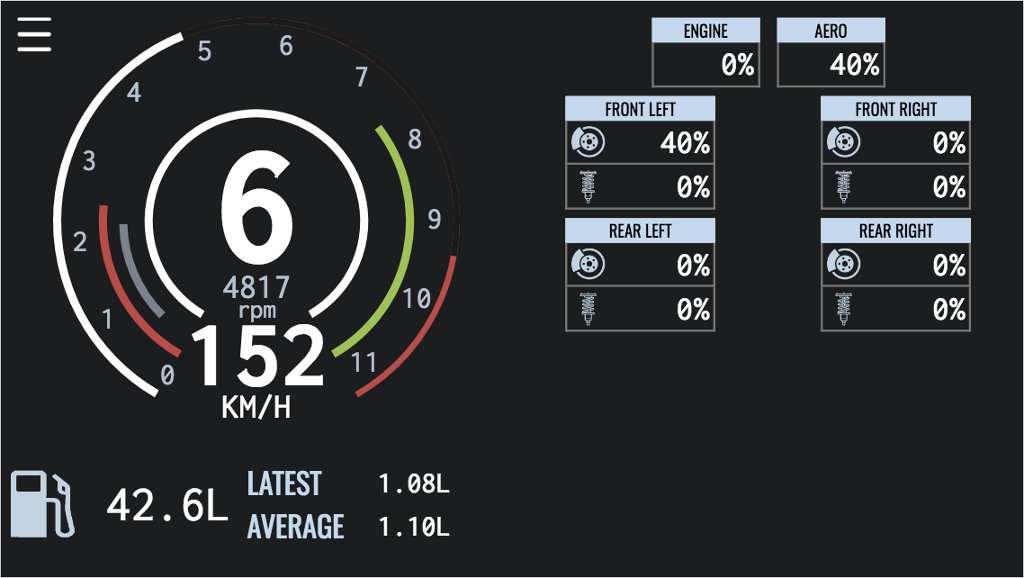 5
6
4
7
3
8
6
2
9
4817
rpm
10
1
152
11
0
KM/H
42.6L
LATEST 1.08L
AVERAGE 1.10L
ENGINE AERO
0% 40%
FRONT LEFT FRONT RIGHT
40% 0%
0% 0%
REAR LEFT REAR RIGHT
0% 0%
0% 0%